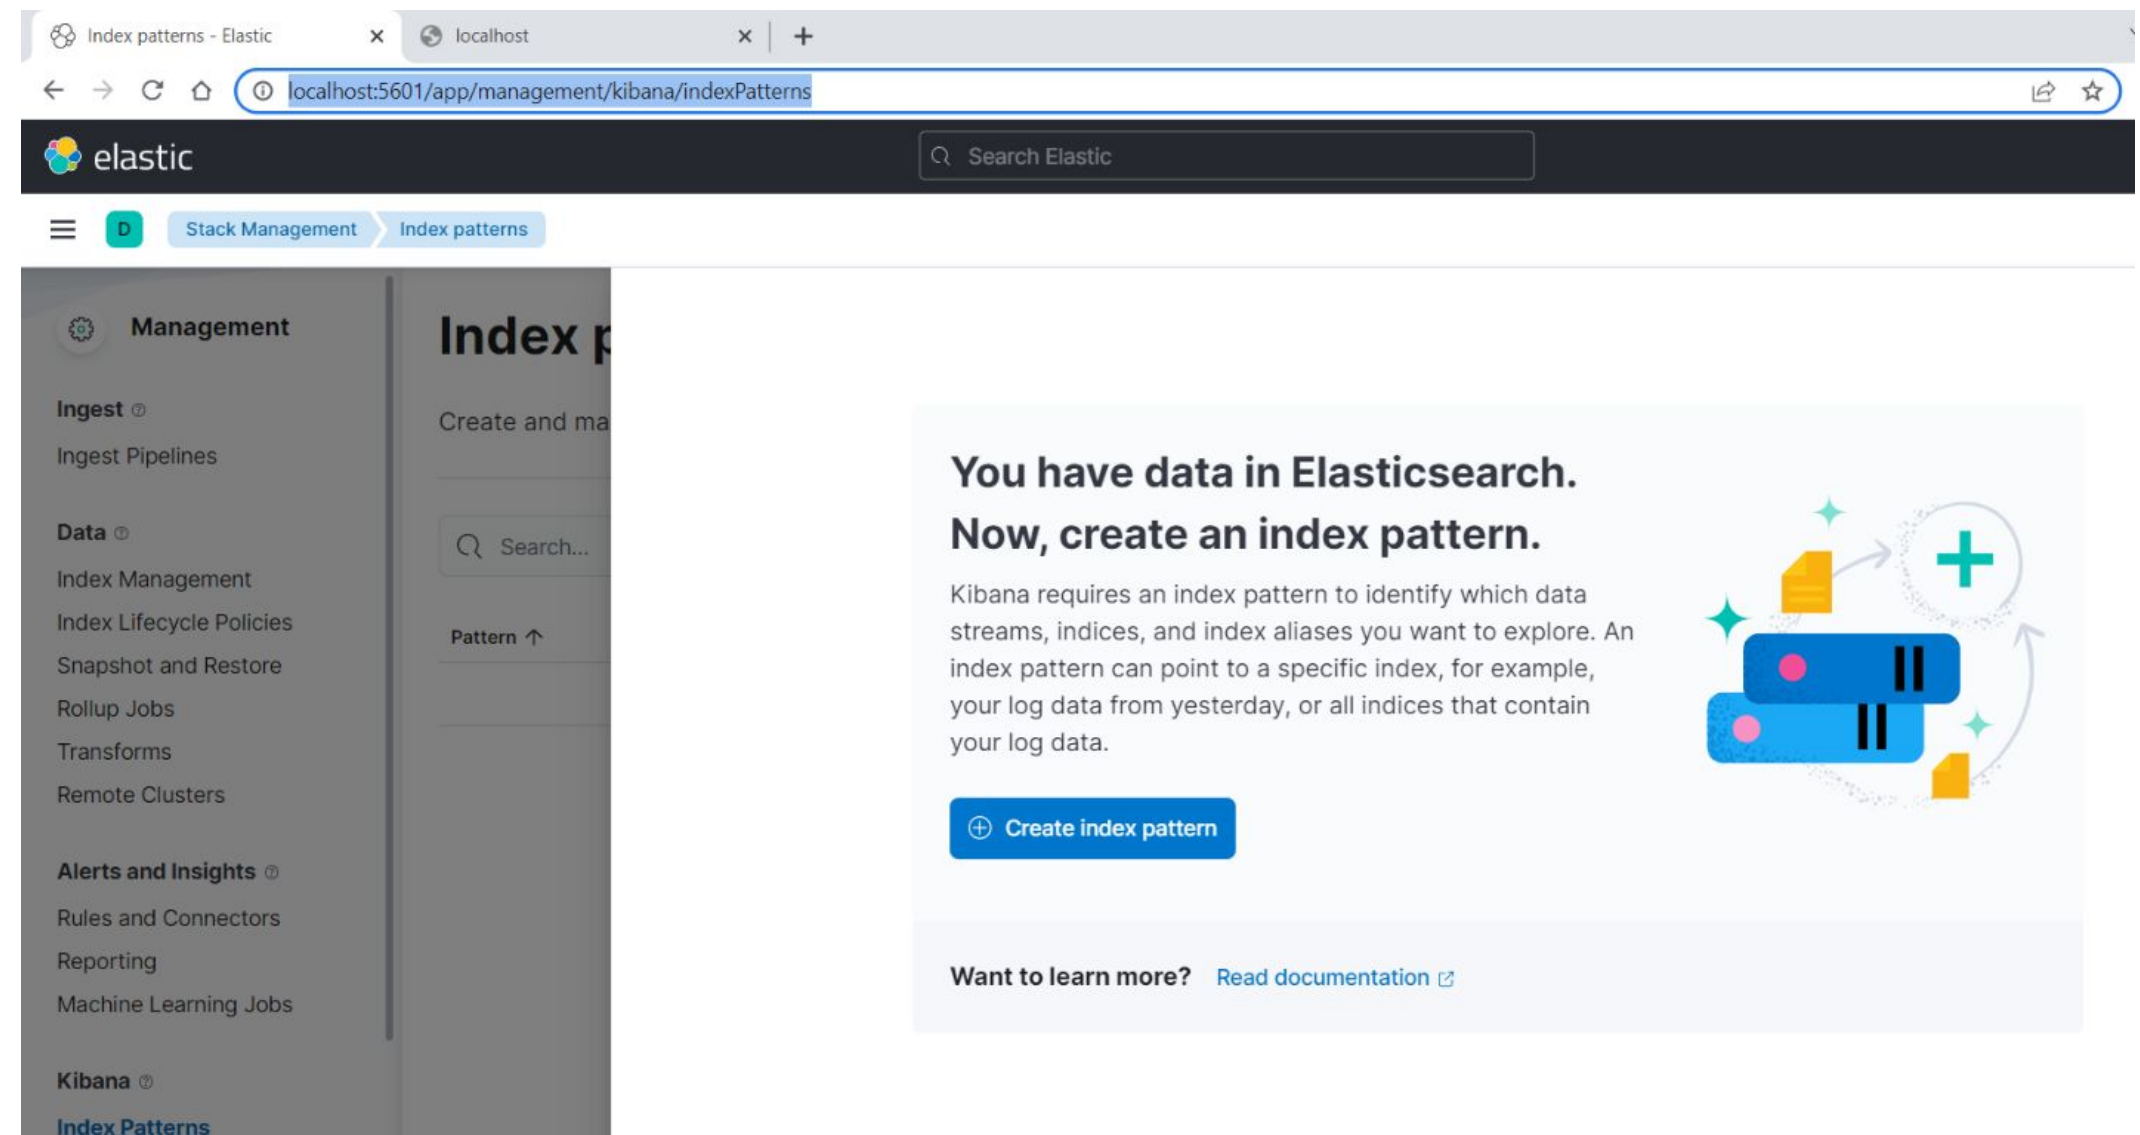 Index patterns - Elastic
localhost
localhost:5601/app/management/kibana/indexPatterns
elastic
Search Elastic
D
Stack Management
Index patterns
Management
Ingest
Ingest Pipelines
Data
Index Management
Index Lifecycle Policies
Snapshot and Restore
Rollup Jobs
Transforms
Remote Clusters
Alerts and Insights
Rules and Connectors
Reporting
Machine Learning Jobs
Kibana
Index Patterns
Index p
Create and ma
Search...
Pattern
You have data in Elasticsearch.
Now, create an index pattern.
Kibana requires an index pattern to identify which data
streams, indices, and index aliases you want to explore. An
index pattern can point to a specific index, for example,
your log data from yesterday, or all indices that contain
your log data.
Create index pattern
Want to learn more? Read documentation